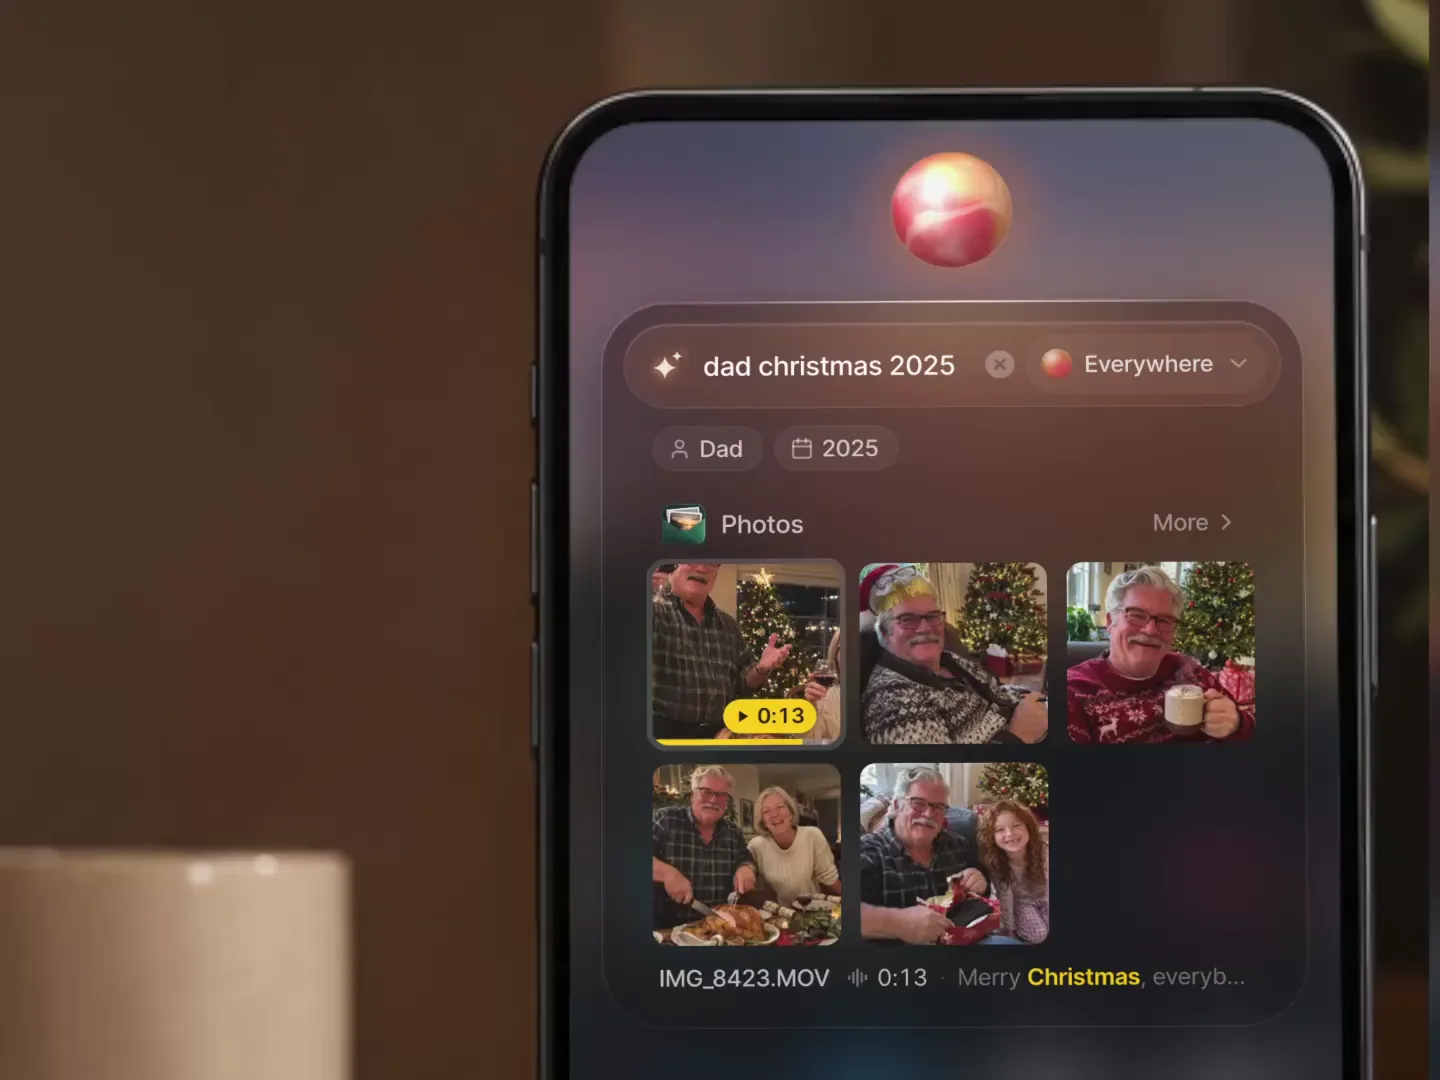 dad christmas 2025
Everywhere
Dad
2025
Photos
More
0:13
IMG_8423.MOV 0:13 · Merry Christmas, everyb...